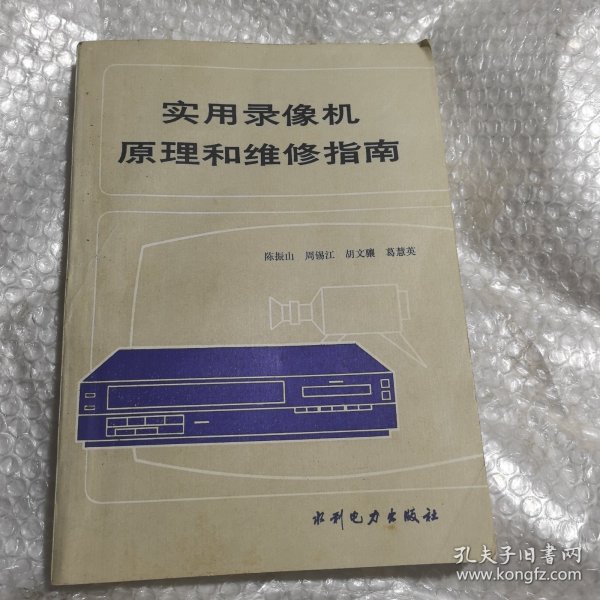 实用录像机
原理和维修指南
陈振山 周锡江 胡文骧 葛慧英
水利电力出版社
孔夫子旧书网
www.kongfz.com